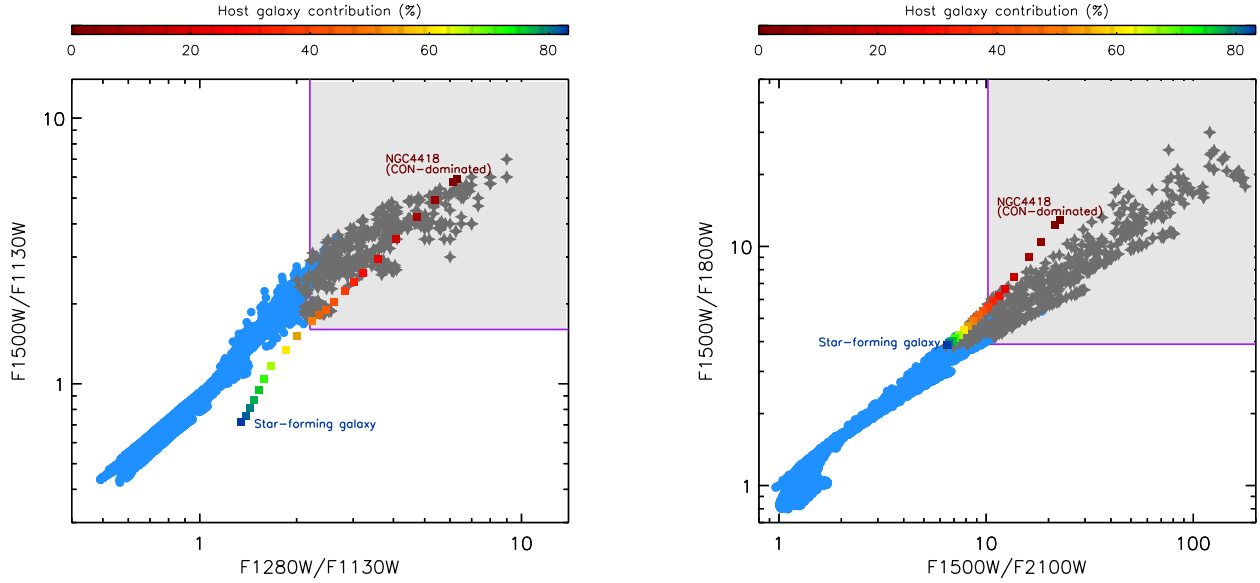 Host galaxy contribution (%)
0 20 40 60 80
10
1
F1500W/F1130W
NGC4418
(CON-dominated)
Star-forming galaxy
1 10
F1280W/F1130W
Host galaxy contribution (%)
0 20 40 60 80
10
1
F1500W/F1800W
NGC4418
(CON-dominated)
Star-forming galaxy
1 10 100
F1500W/F2100W